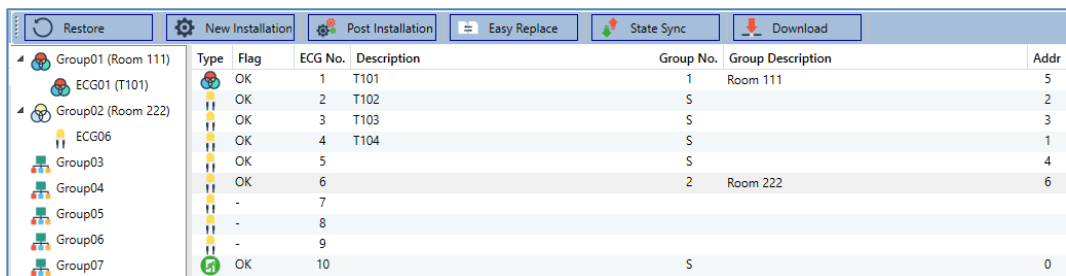 Restore New Installation Post Installation Easy Replace State Sync Download
Group01 (Room 111)
ECG01 (T101)
Group02 (Room 222)
ECG06
Group03
Group04
Group05
Group06
Group07
Type Flag ECG No. Description Group No. Group Description Addr
OK 1 T101 1 Room 111 5
OK 2 T102 S 2
OK 3 T103 S 3
OK 4 T104 S 1
OK 5 S 4
OK 6 2 Room 222 6
- 7
- 8
- 9
OK 10 S 0